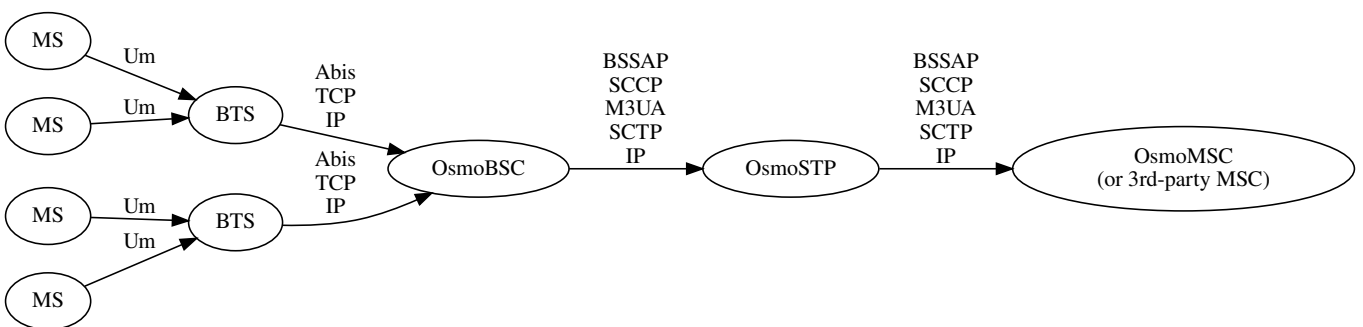 MS
Um
MS
Um
BTS
Abis
TCP
IP
MS
Um
BTS
Abis
TCP
IP
MS
Um
OsmoBSC
BSSAP
SCCP
M3UA
SCTP
IP
OsmoSTP
BSSAP
SCCP
M3UA
SCTP
IP
OsmoMSC
(or 3rd-party MSC)